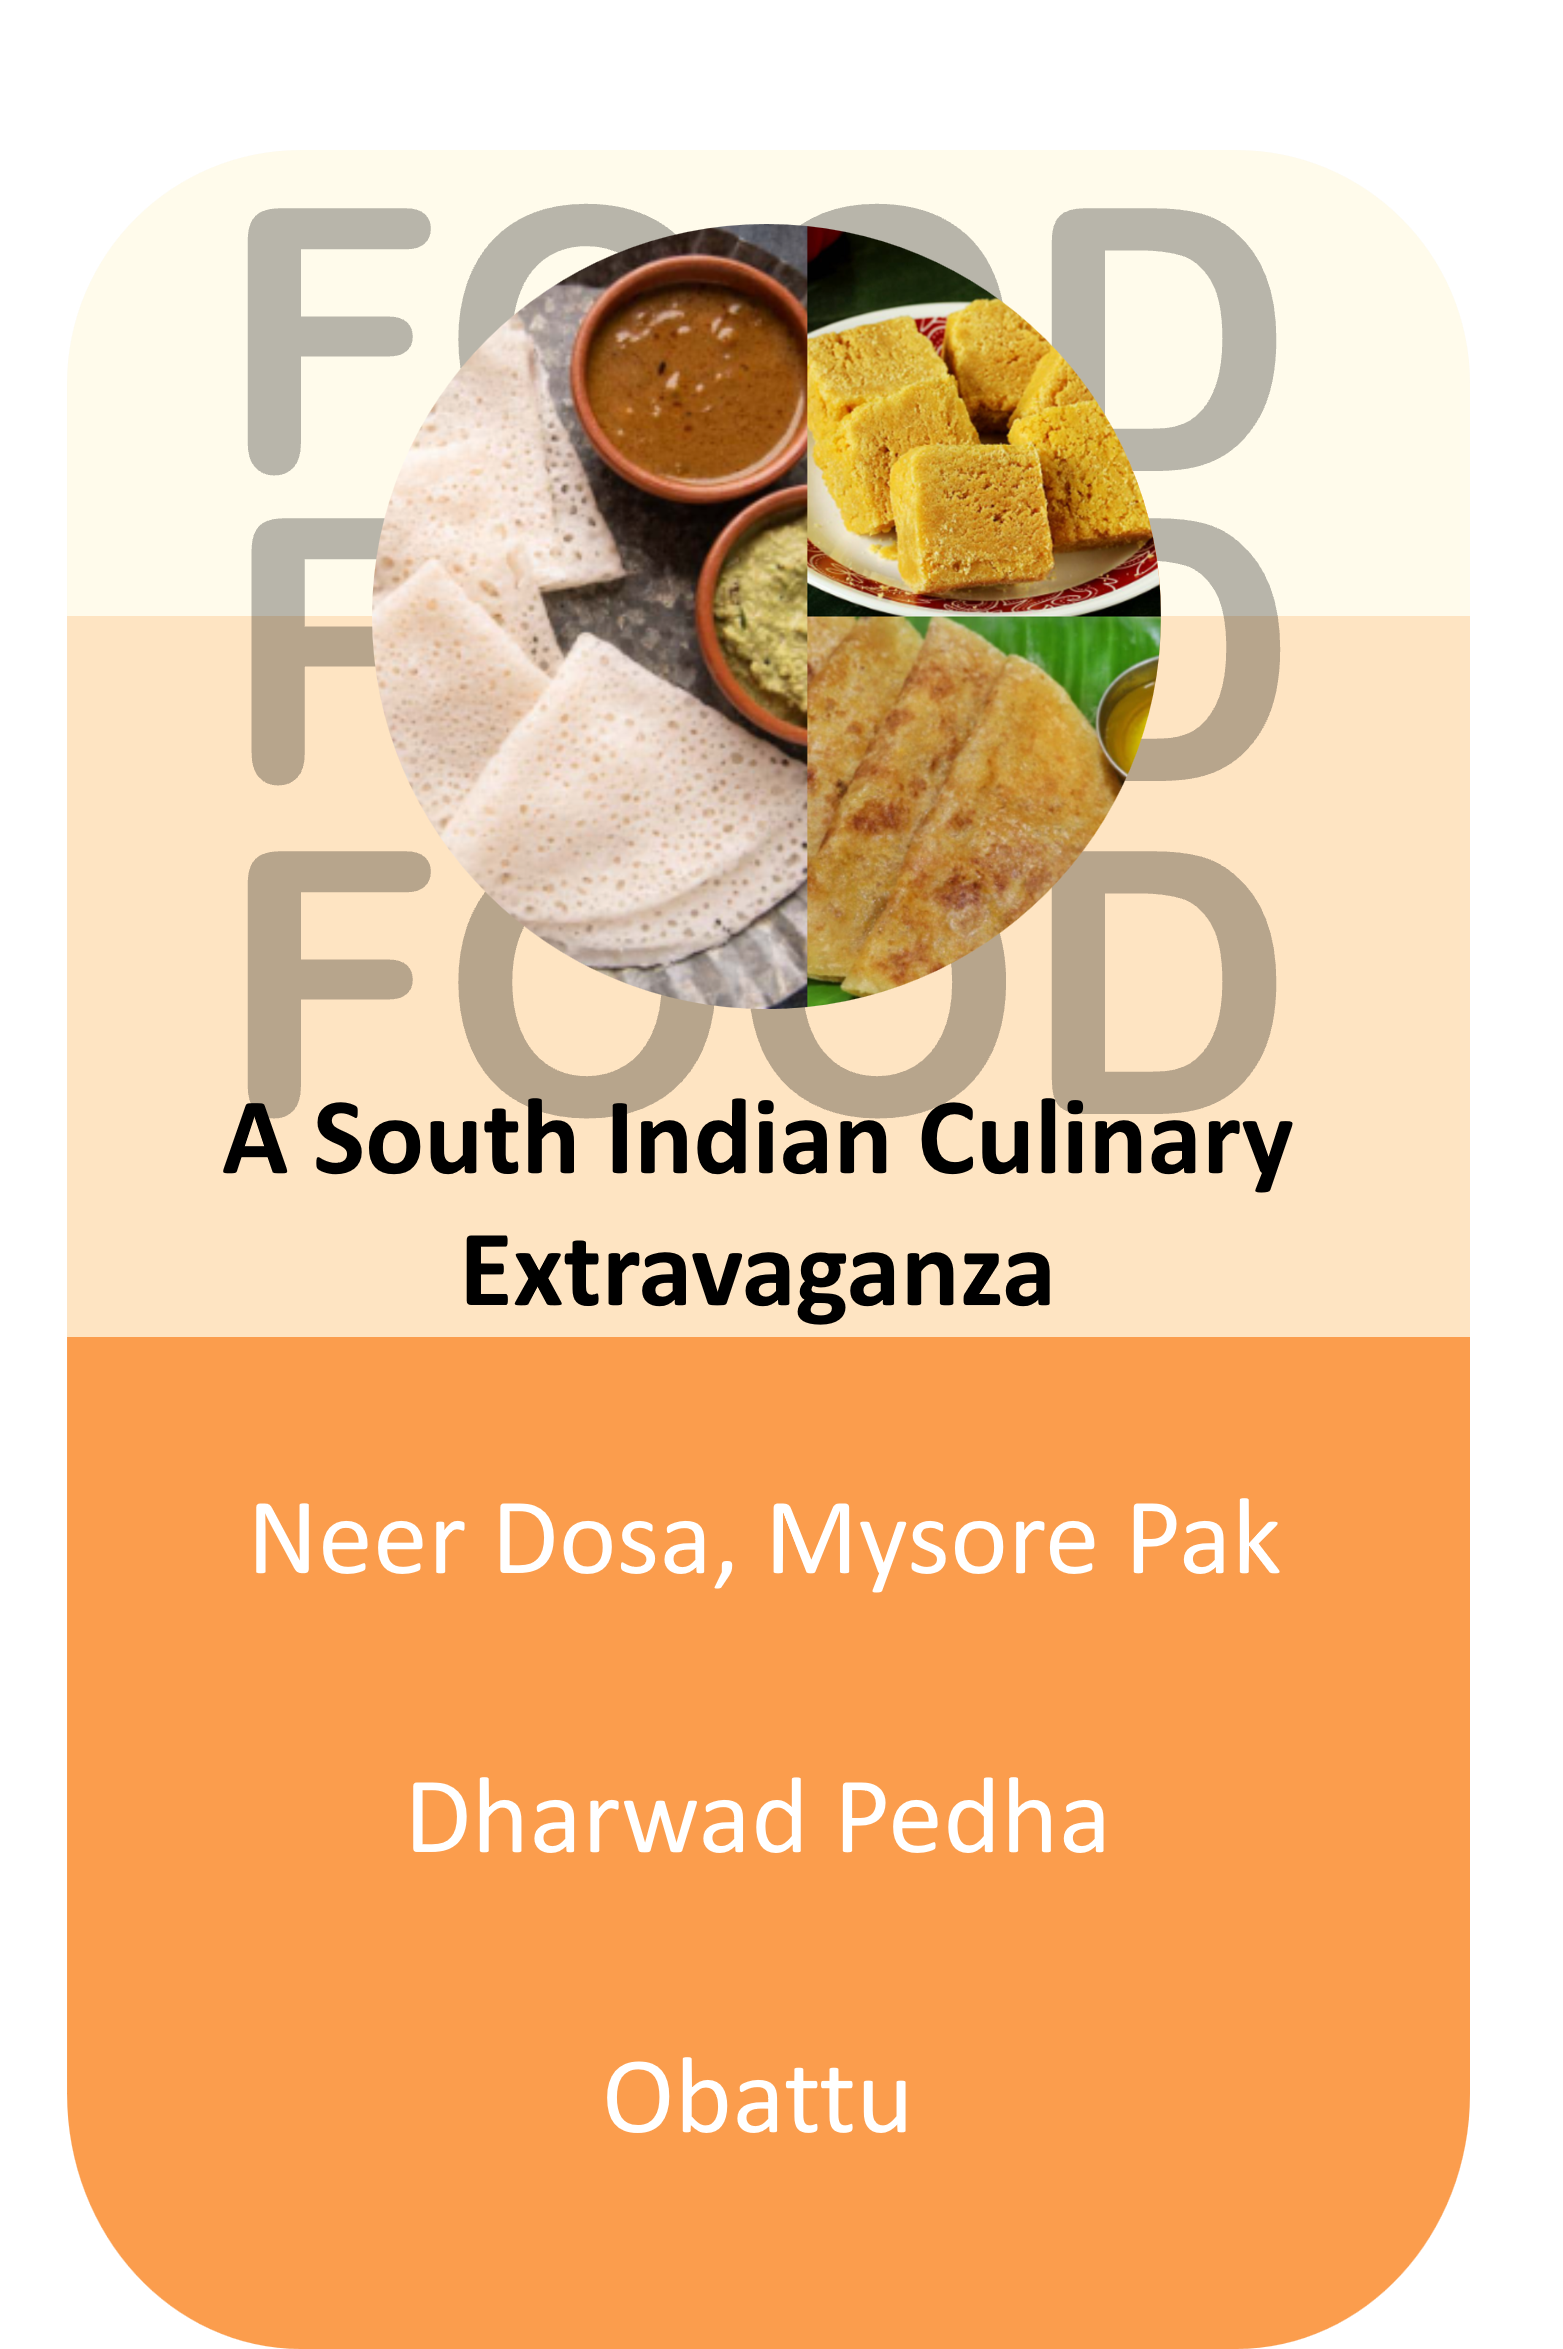 FOOD
FOOD
FOOD
A South Indian Culinary
Extravaganza
Neer Dosa, Mysore Pak
Dharwad Pedha
Obattu